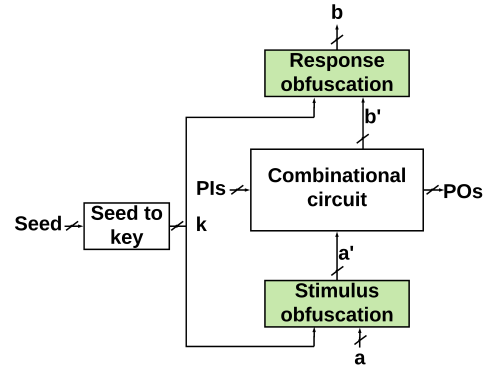 b
Response
obfuscation
b'
PIs
Combinational
circuit
POs
Seed
Seed to
key
k
a'
Stimulus
obfuscation
a